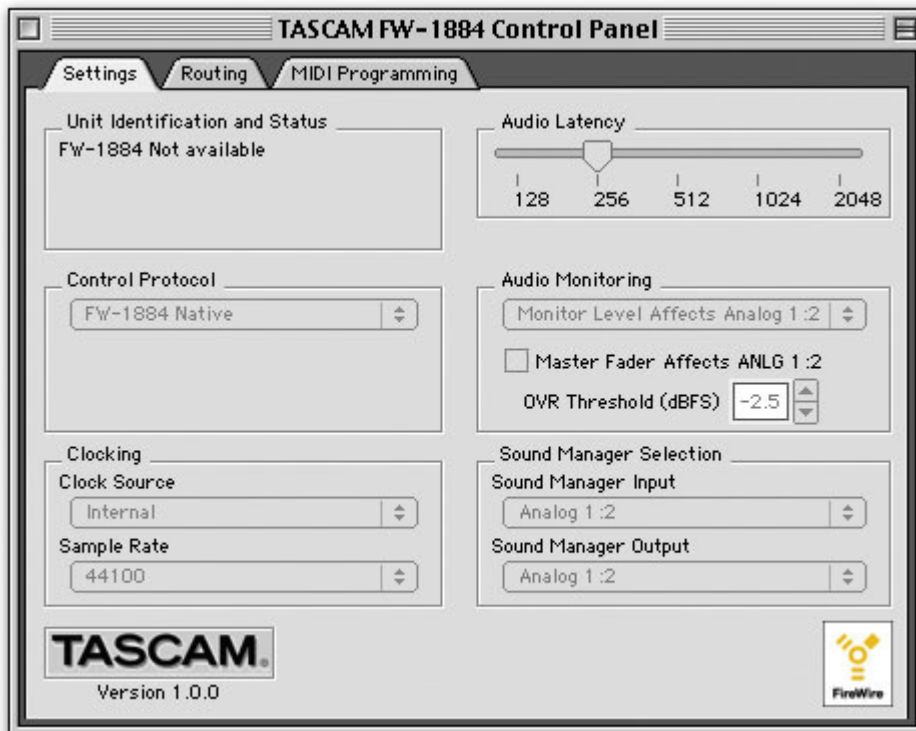 TASCAM FW-1884 Control Panel
Settings
Routing
MIDI Programming
Unit Identification and Status
FW-1884 Not available
Audio Latency
128 256 512 1024 2048
Control Protocol
FW-1884 Native
Audio Monitoring
Monitor Level Affects Analog 1:2
Master Fader Affects ANLG 1:2
OVR Threshold (dBFS) -2.5
Clocking
Clock Source
Internal
Sample Rate
44100
Sound Manager Selection
Sound Manager Input
Analog 1:2
Sound Manager Output
Analog 1:2
TASCAM.
Version 1.0.0
FireWire